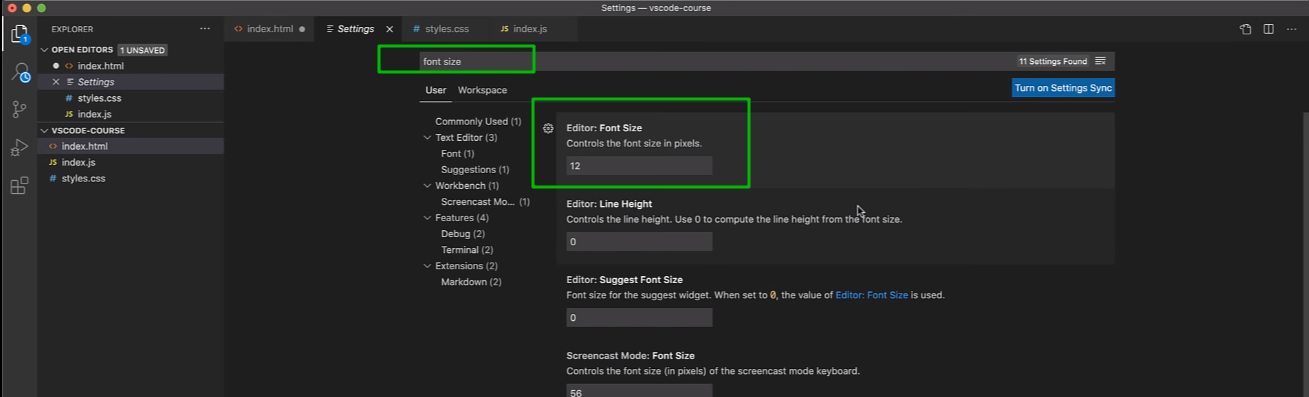 Settings — vscode-course
EXPLORER
index.html
Settings
styles.css
JS index.js
OPEN EDITORS 1 UNSAVED
index.html
Settings
# styles.css
JS index.js
VSCODE-COURSE
index.html
JS index.js
# styles.css
1
font size
11 Settings Found
User Workspace
Turn on Settings Sync
Commonly Used (1)
Text Editor (3)
Font (1)
Suggestions (1)
Workbench (1)
Screencast Mo... (1)
Features (4)
Debug (2)
Terminal (2)
Extensions (2)
Markdown (2)
Editor: Font Size
Controls the font size in pixels.
12
Editor: Line Height
Controls the line height. Use 0 to compute the line height from the font size.
0
Editor: Suggest Font Size
Font size for the suggest widget. When set to 0, the value of Editor: Font Size is used.
0
Screencast Mode: Font Size
Controls the font size (in pixels) of the screencast mode keyboard.
56